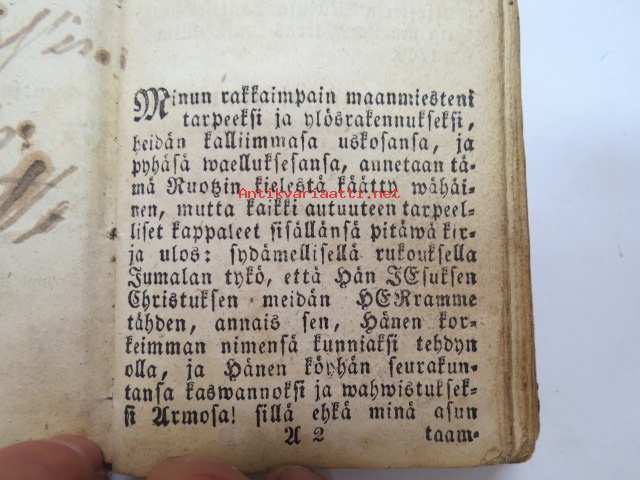 Minun rakkaimpain maanmiesteni
tarpeeksi ja ylösrakennukseksi,
heidän kalliimmasa uskosansa, ja
pyhäsä waelluksesansa, annetaan tä-
mä Ruotzin kielestä käätty wähäi-
Antikvariaatti.net
nen, mutta kaikki autuuteen tarpeel-
liset kappaleet sisällänsä pitäwä kir-
ja ulos: sydämellisellä rukouksella
Jumalan tykö, että Hän JEsuksen
Christuksen meidän HERramme
tähden, annais sen, Hänen kor-
keimman nimensä kunniaksi tehdyn
olla, ja Hänen köyhän seurakun-
tansa kaswannoksi ja wahwistuksek-
si Armosa! sillä ehkä minä asun
A 2 taam-